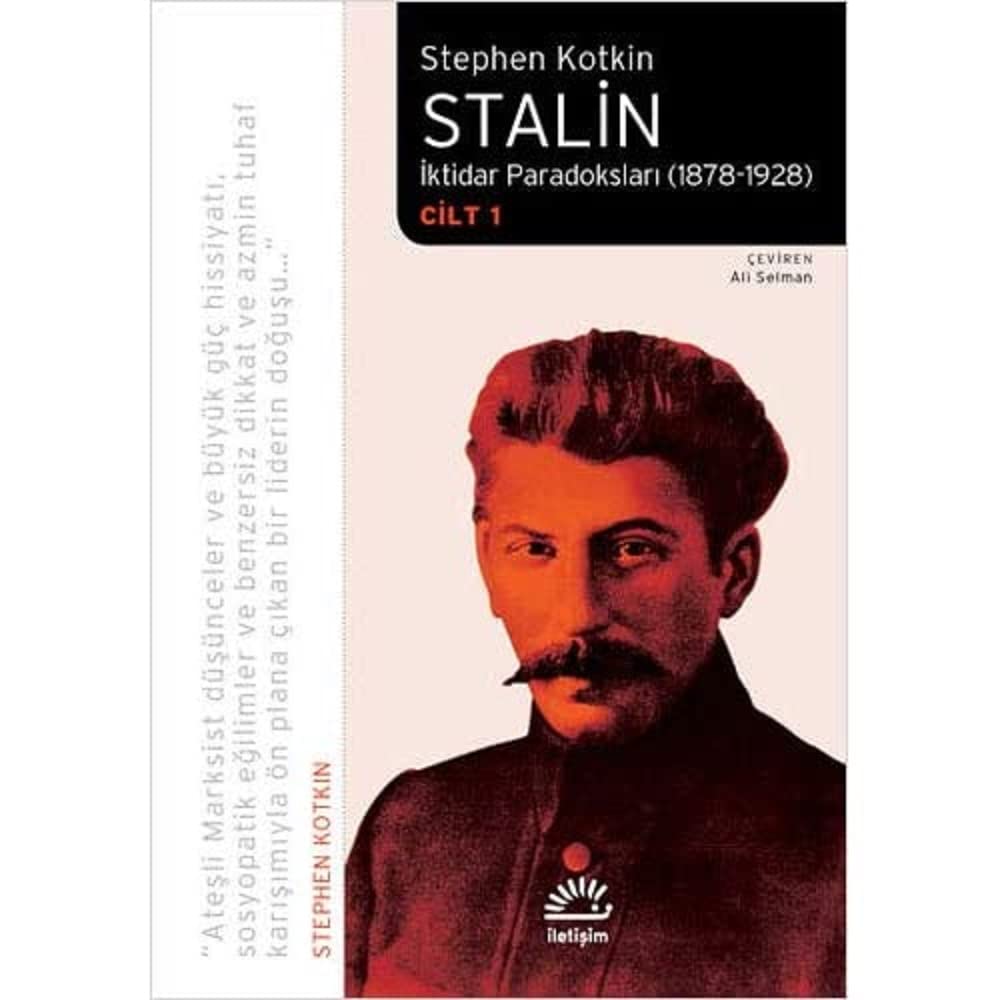 Stephen Kotkin
STALİN
İktidar Paradoksları (1878-1928)
CİLT 1
ÇEVİREN
Ali Selman
"Ateşli Marksist düşünceler ve büyük güç hissiyatı,
sosyopatik eğilimler ve benzersiz dikkat ve azmin tuhaf
karışımıyla ön plana çıkan bir liderin doğuşu..."
STEPHEN KOTKIN
iletişim